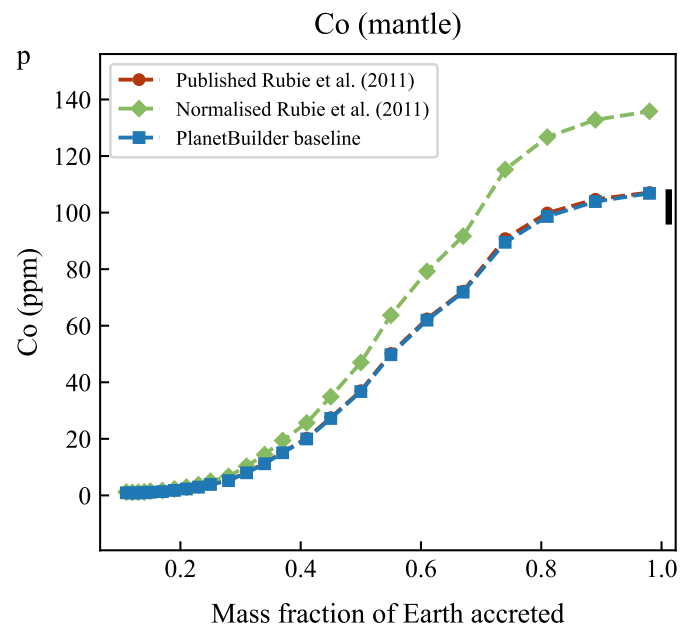 Co (mantle)
p
Published Rubie et al. (2011)
Normalised Rubie et al. (2011)
PlanetBuilder baseline
140
120
100
80
60
40
20
0
Co (ppm)
0.2 0.4 0.6 0.8 1.0
Mass fraction of Earth accreted